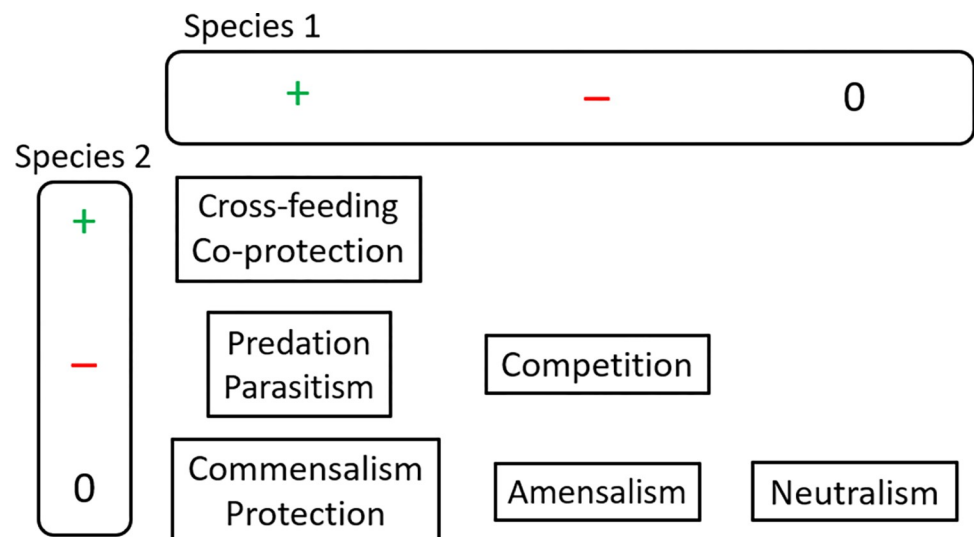 Species 1
+ – 0
Species 2
+
Cross-feeding
Co-protection
–
Predation
Parasitism
Competition
0
Commensalism
Protection
Amensalism
Neutralism